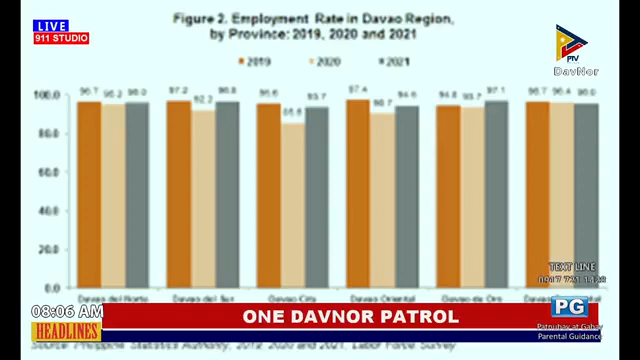 LIVE
911 STUDIO
Figure 2. Employment Rate in Davao Region,
by Province: 2019, 2020 and 2021
2019 2020 2021
PTV
DavNor
96.7 95.2 96.0 97.2 92.2 96.8 93.7 97.4 94.6 94.8 93.7 97.1 96.7 96.4
100.0
80.0
60.0
40.0
20.0
0.0
Davao del Norte Davao del Sur Davao City Davao Oriental Davao de Oro
TEXT LINE
08:06 AM
HEADLINES
ONE DAVNOR PATROL
PG
Patnubay at Gabay
Parental Guidance
Source: Philippine Statistics Authority, 2019, 2020 and 2021, Labor Force Survey